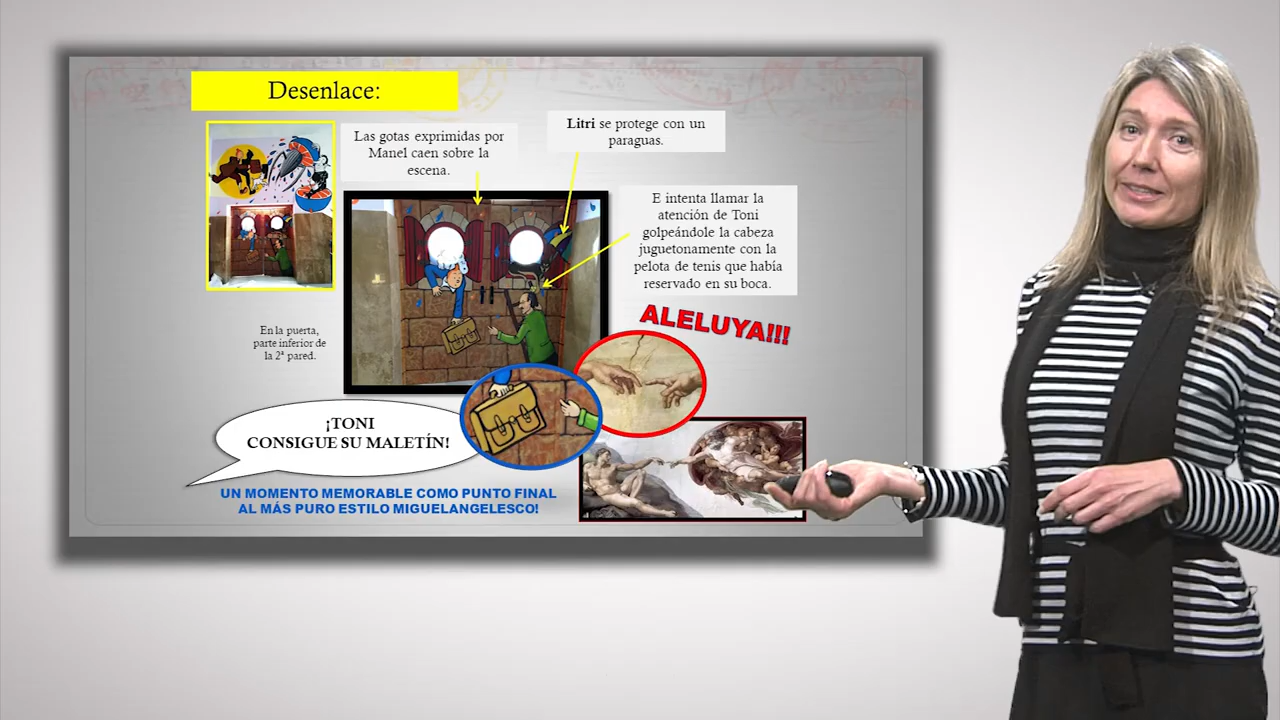 Desenlace:
Las gotas exprimidas por
Manel caen sobre la
escena.
Litri se protege con un
paraguas.
E intenta llamar la
atención de Toni
golpeándole la cabeza
juguetonamente con la
pelota de tenis que había
reservado en su boca.
ALELUYA!!!
En la puerta,
parte inferior de
la 2ª pared.
¡TONI
CONSIGUE SU MALETÍN!
UN MOMENTO MEMORABLE COMO PUNTO FINAL
AL MÁS PURO ESTILO MIGUELANGELESCO!